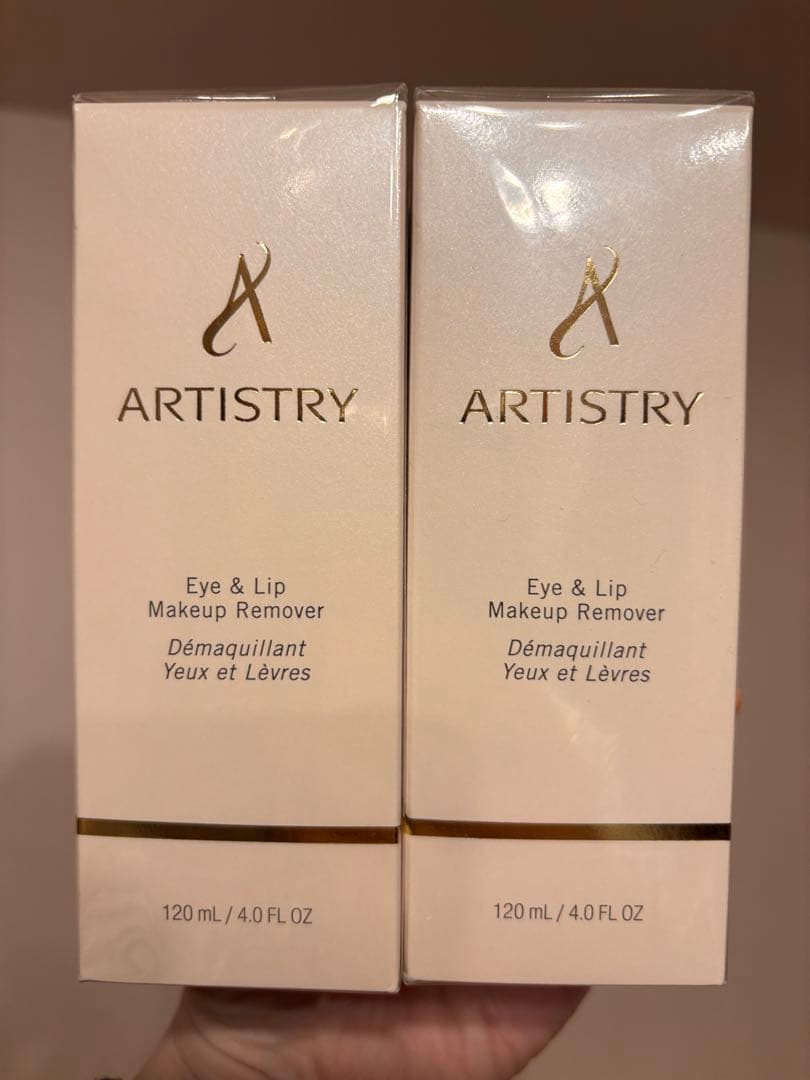 ARTISTRY
Eye & Lip
Makeup Remover
Démaquillant
Yeux et Lèvres
120 mL / 4.0 FL OZ
ARTISTRY
Eye & Lip
Makeup Remover
Démaquillant
Yeux et Lèvres
120 mL / 4.0 FL OZ